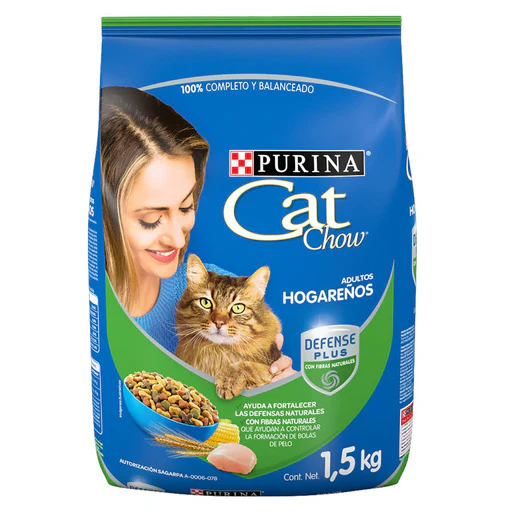 100% COMPLETO Y BALANCEADO
PURINA®
Cat
Chow®
ADULTOS
HOGAREÑOS
DEFENSE
PLUS
CON FIBRAS NATURALES
AYUDA A FORTALECER
LAS DEFENSAS NATURALES
CON FIBRAS NATURALES
QUE AYUDAN A CONTROLAR
LA FORMACIÓN DE BOLAS
DE PELO
AUTORIZACIÓN SAGARPA A-0006-078
Cont. Net. 1,5 kg